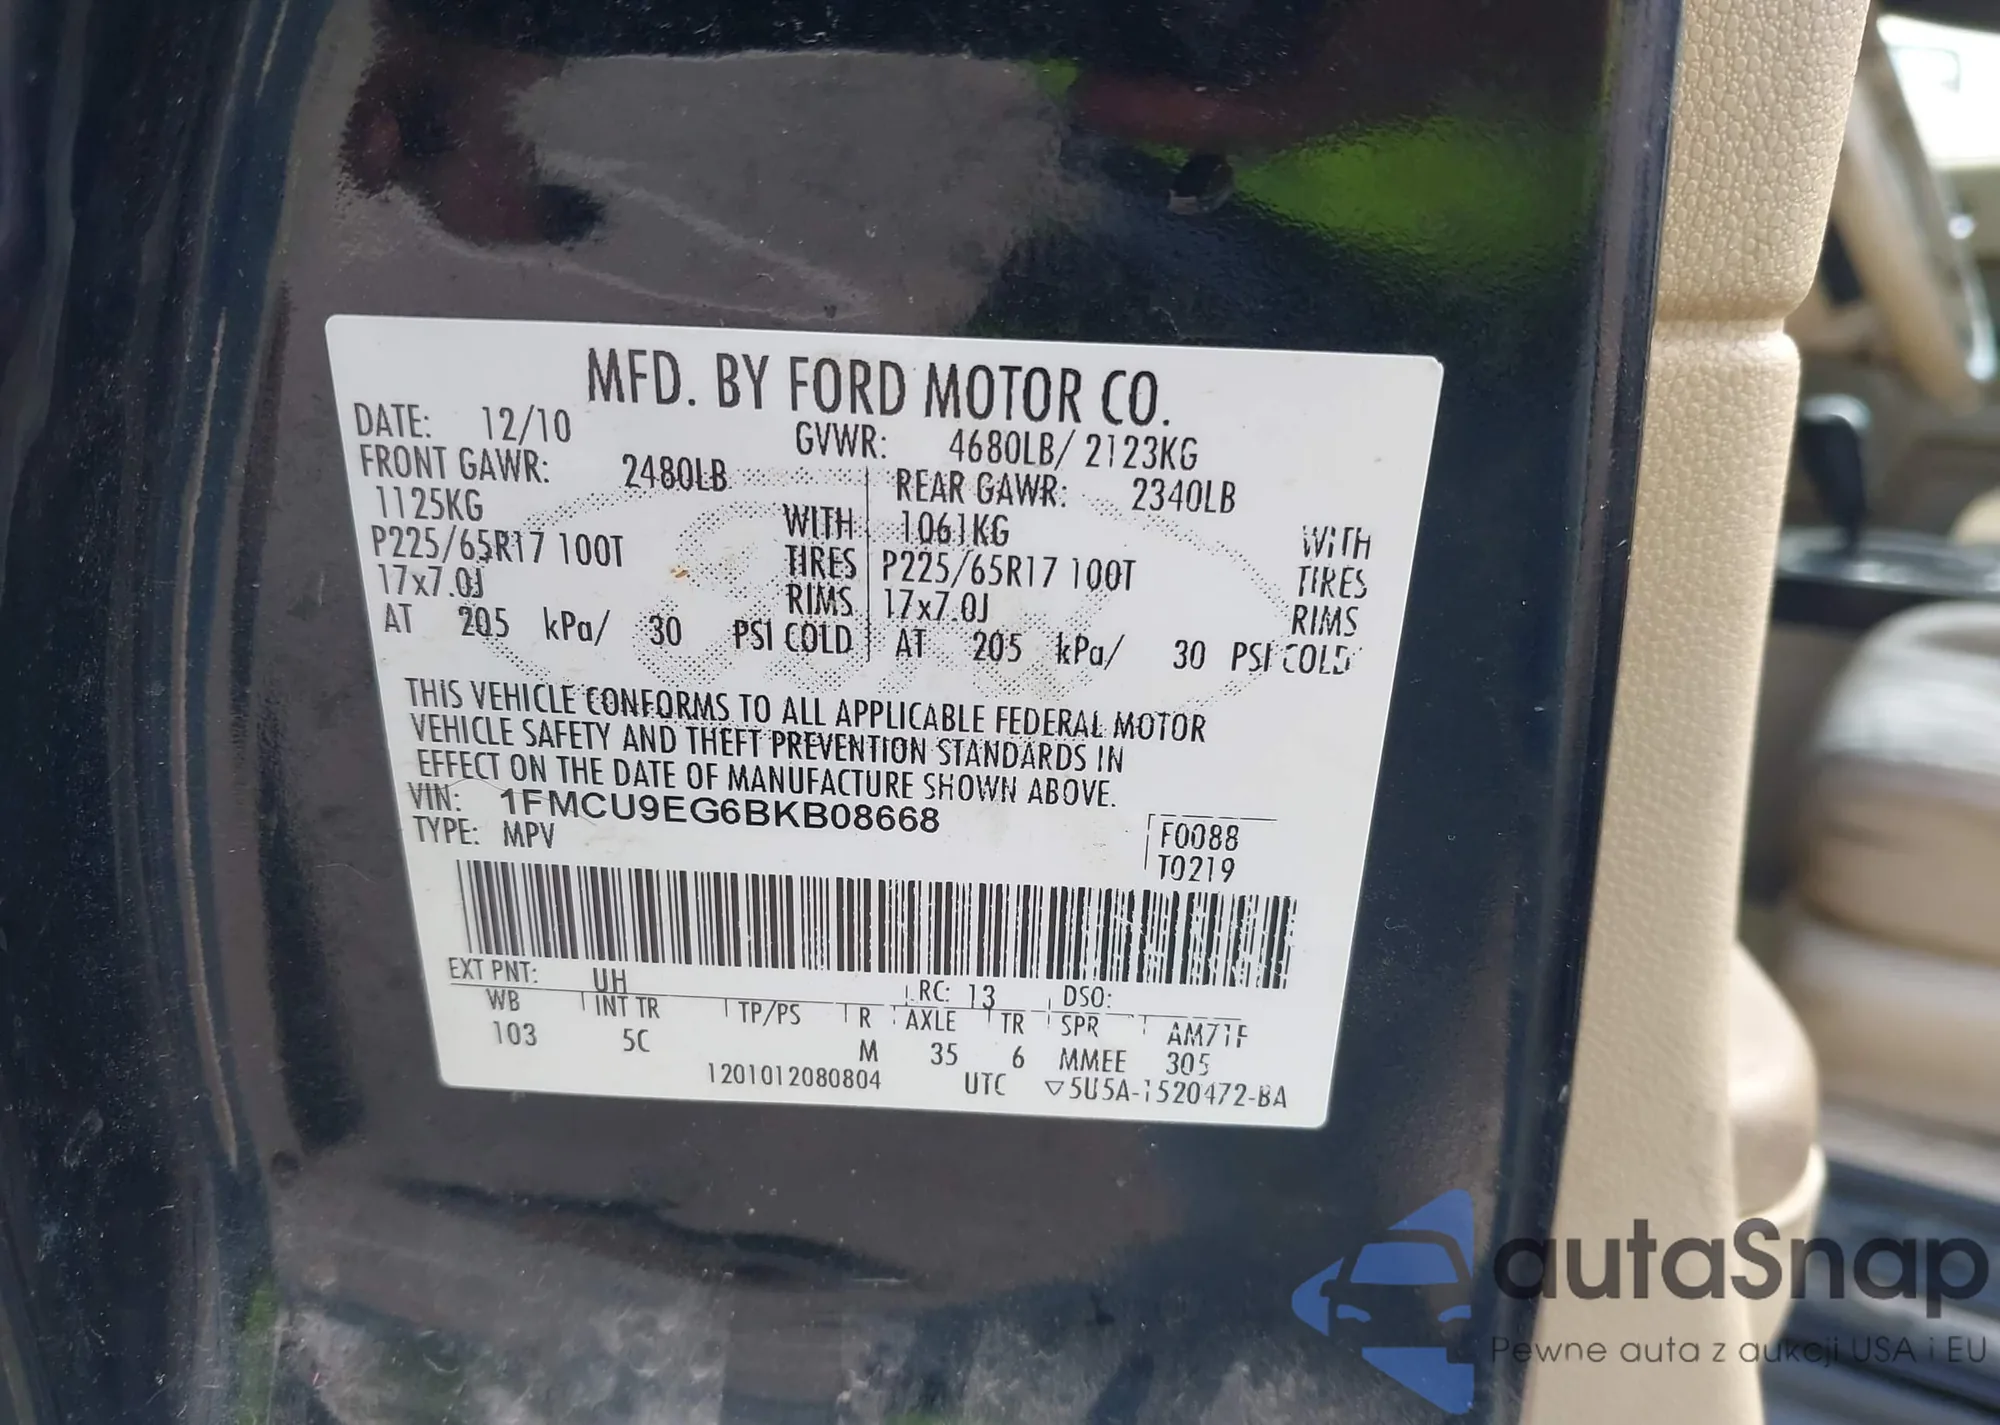 MFD. BY FORD MOTOR CO.
DATE: 12/10 GVWR: 4680LB/ 2123KG
FRONT GAWR: 2480LB REAR GAWR: 2340LB
1125KG WITH 1061KG WITH
P225/65R17 100T TIRES P225/65R17 100T TIRES
17x7.0J RIMS 17x7.0J RIMS
AT 205 kPa/ 30 PSI COLD AT 205 kPa/ 30 PSI COLD
THIS VEHICLE CONFORMS TO ALL APPLICABLE FEDERAL MOTOR
VEHICLE SAFETY AND THEFT PREVENTION STANDARDS IN
EFFECT ON THE DATE OF MANUFACTURE SHOWN ABOVE.
VIN: 1FMCU9EG6BKB08668
TYPE: MPV
F0088
T0219
EXT PNT: UH RC: 13 DSO:
WB INT TR TP/PS R AXLE TR SPR AM71F
103 5C M 35 6 MMEE 305
1201012080804 UTC ▽5U5A-1520472-BA
autaSnap
Pewne auta z aukcji USA i EU